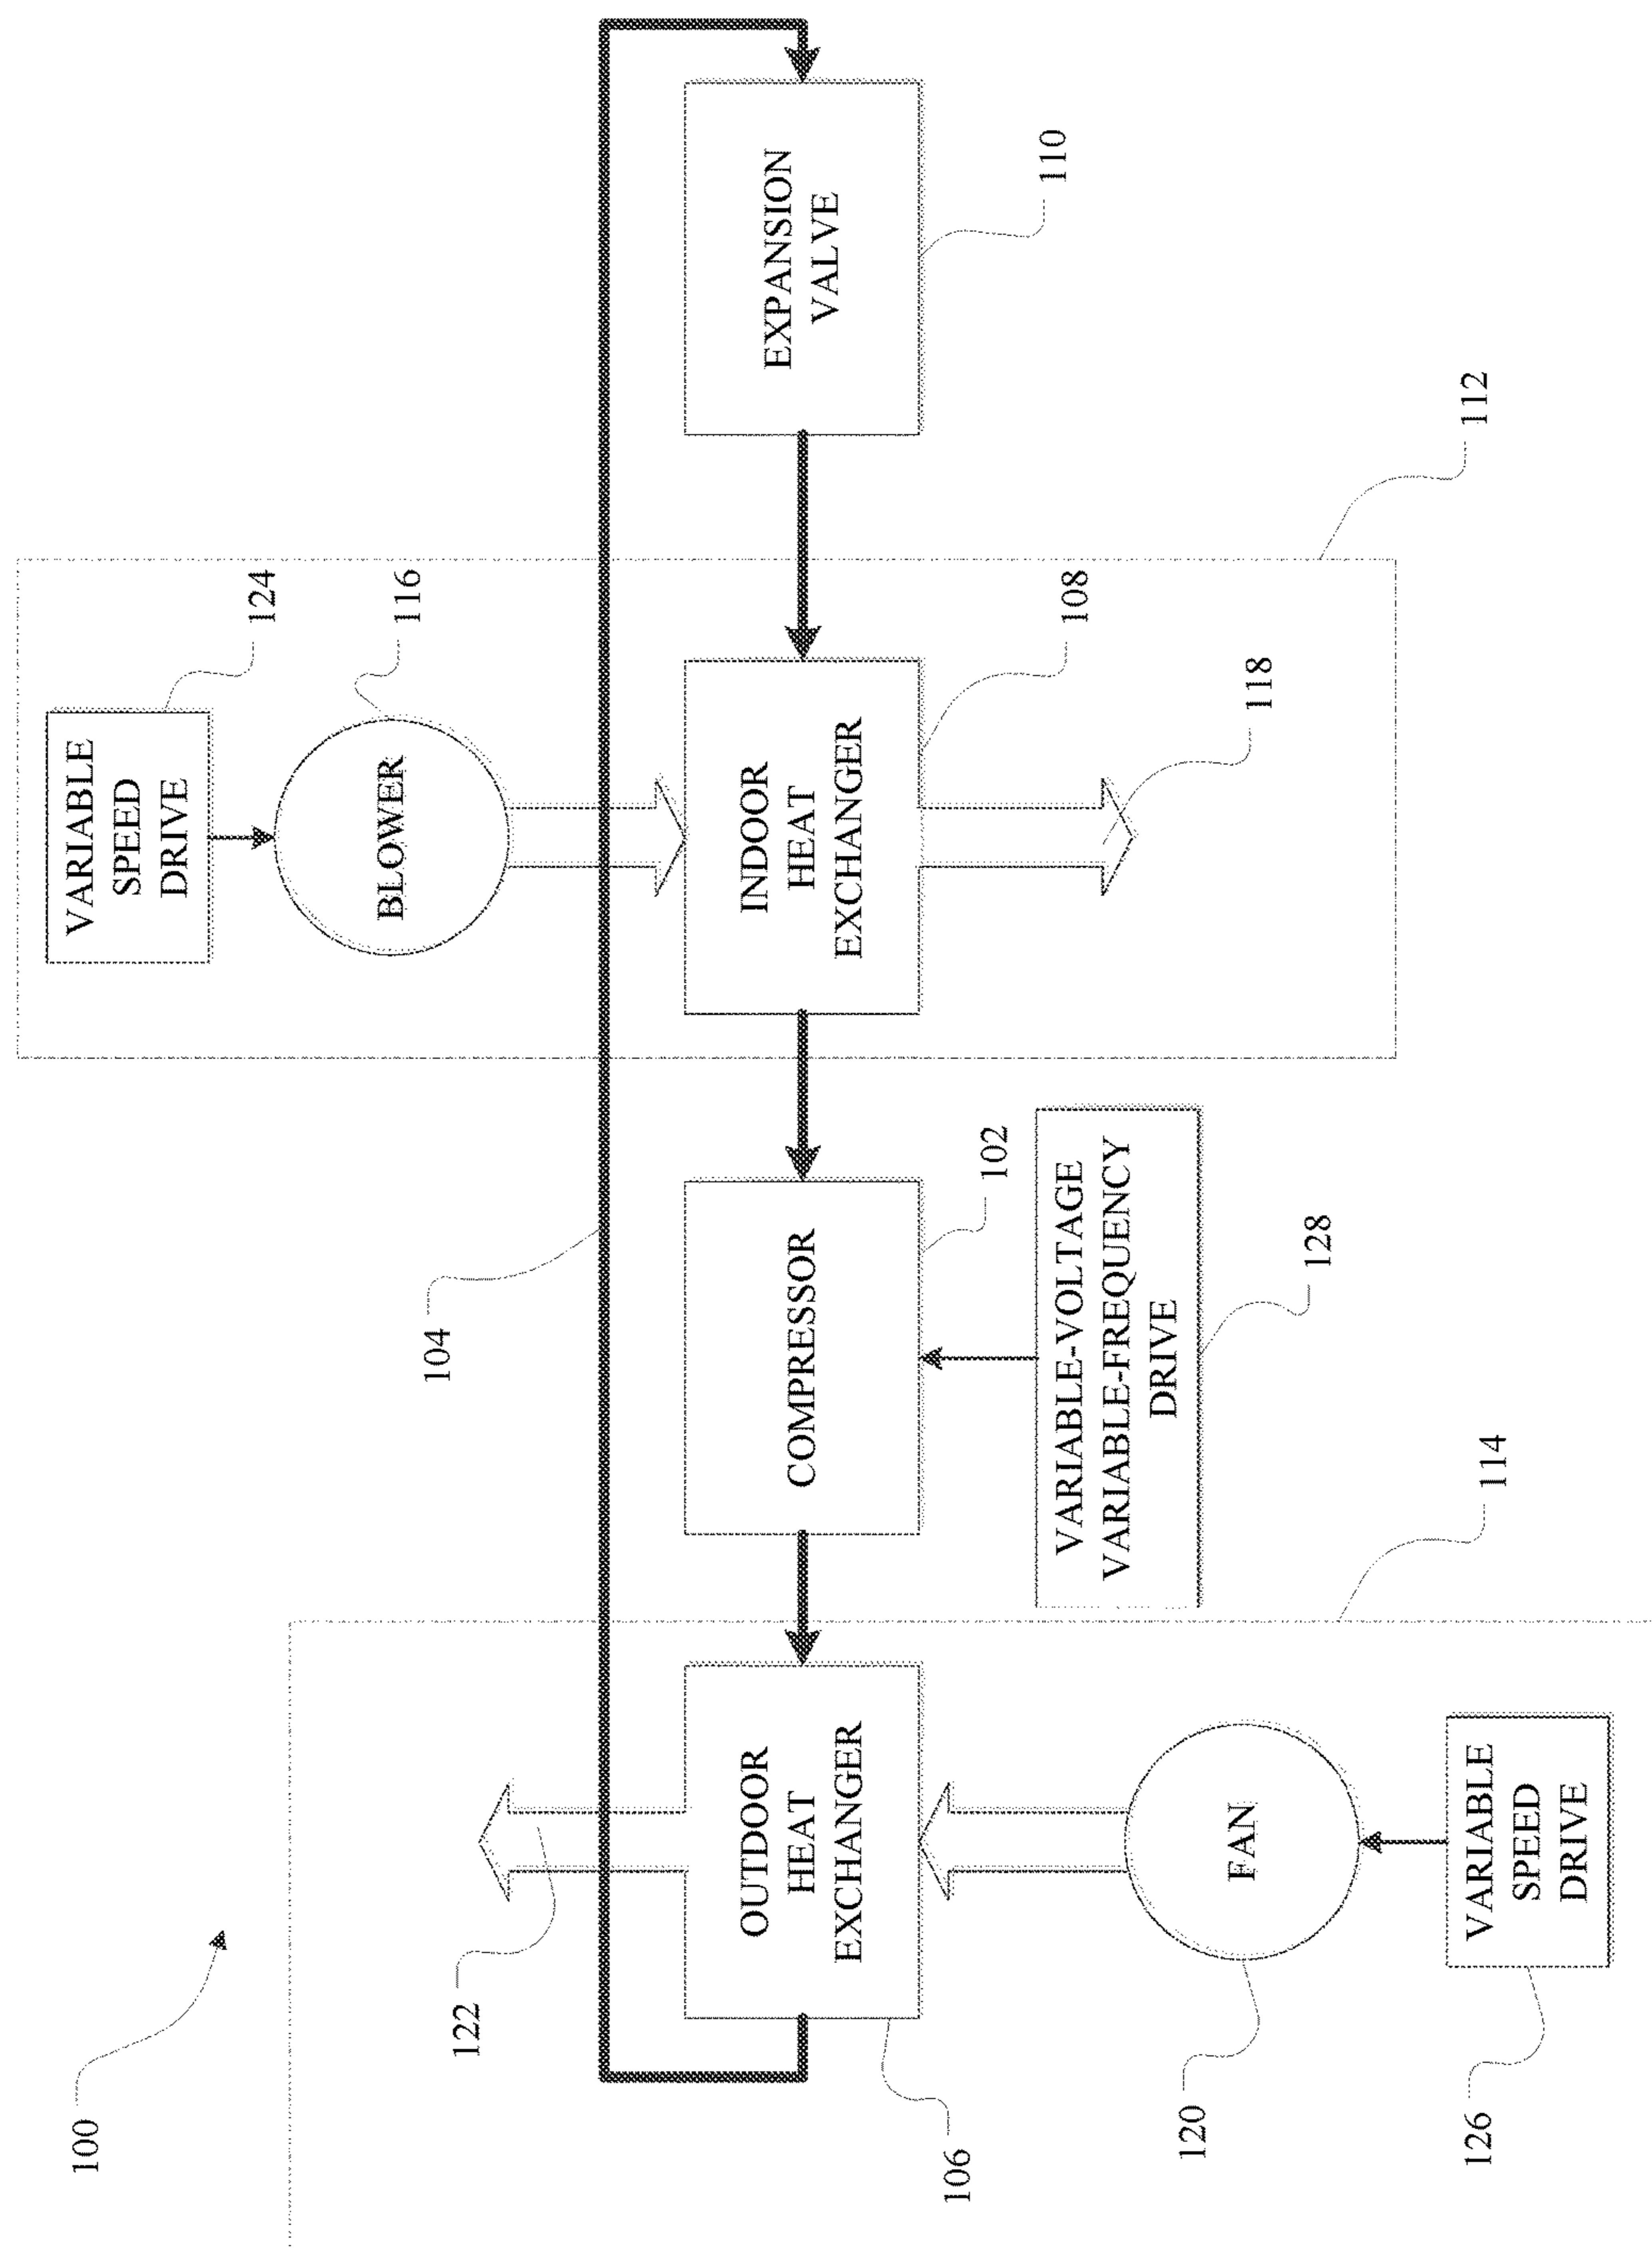 100
122
OUTDOOR
HEAT
EXCHANGER
106
FAN
120
VARIABLE
SPEED
DRIVE
126
114
104
COMPRESSOR
102
VARIABLE-VOLTAGE
VARIABLE-FREQUENCY
DRIVE
128
VARIABLE
SPEED
DRIVE
124
BLOWER
116
INDOOR
HEAT
EXCHANGER
108
118
112
EXPANSION
VALVE
110